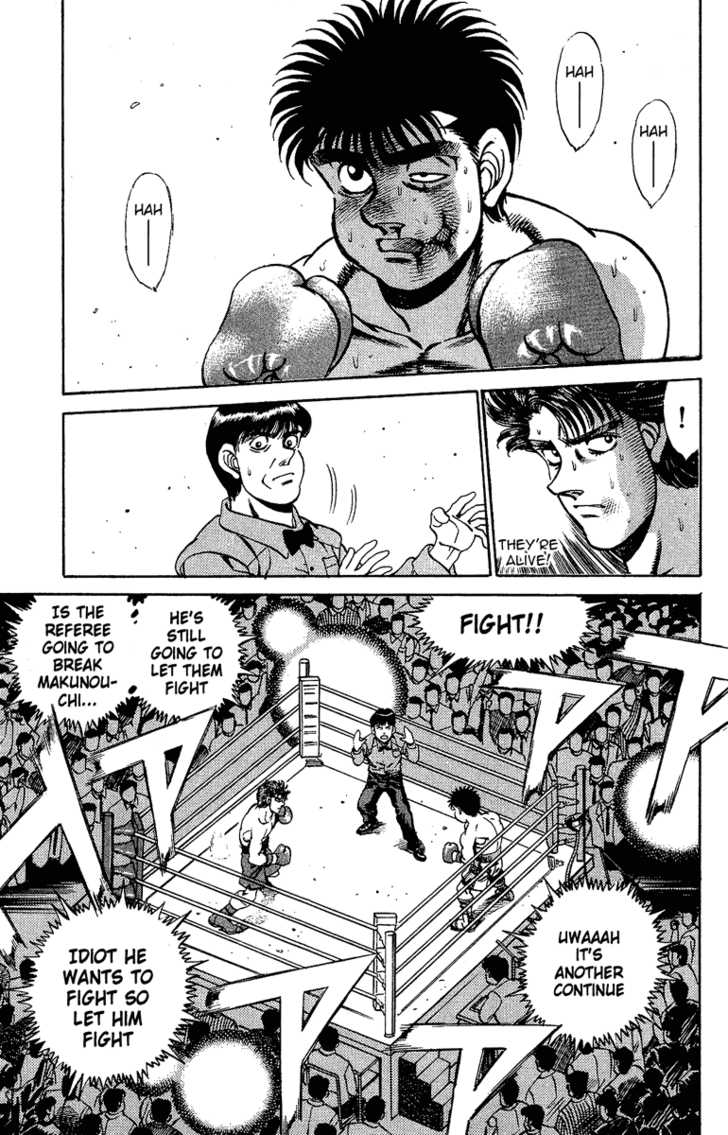 HAH
—
HAH
—
HAH
—
!
THEY'RE
ALIVE!
FIGHT!!
HE'S
STILL
GOING TO
LET THEM
FIGHT
IS THE
REFEREE
GOING TO
BREAK
MAKUNOU-
CHI...
UWAAAH
IT'S
ANOTHER
CONTINUE
IDIOT HE
WANTS TO
FIGHT SO
LET HIM
FIGHT